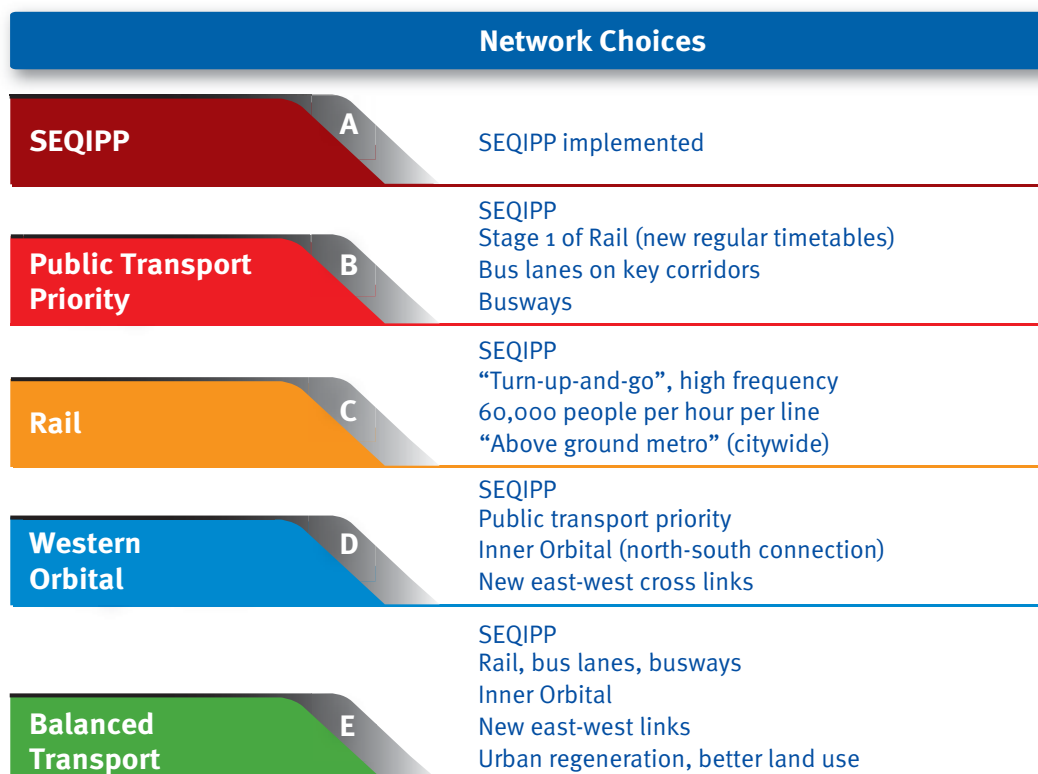 Network Choices
SEQIPP
A
SEQIPP implemented
Public Transport
Priority
B
SEQIPP
Stage 1 of Rail (new regular timetables)
Bus lanes on key corridors
Busways
Rail
C
SEQIPP
“Turn-up-and-go”, high frequency
60,000 people per hour per line
“Above ground metro” (citywide)
Western
Orbital
D
SEQIPP
Public transport priority
Inner Orbital (north-south connection)
New east-west cross links
Balanced
Transport
E
SEQIPP
Rail, bus lanes, busways
Inner Orbital
New east-west links
Urban regeneration, better land use